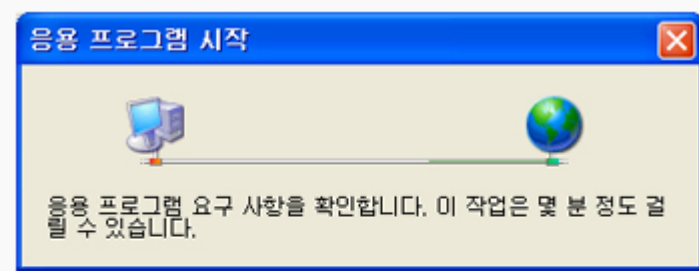 응용 프로그램 시작
응용 프로그램 요구 사항을 확인합니다. 이 작업은 몇 분 정도 걸
릴 수 있습니다.